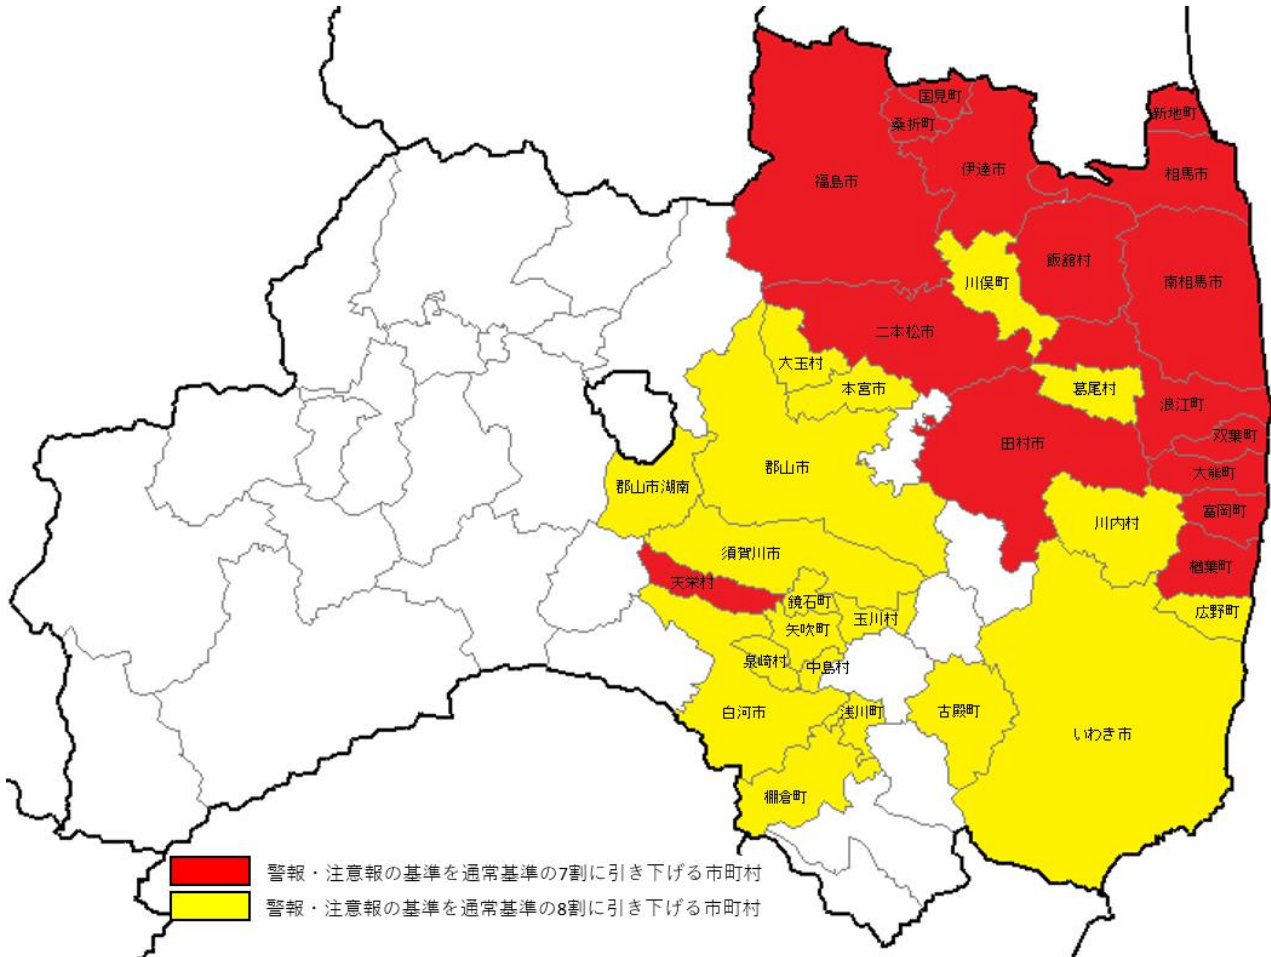 国見町
新地町
桑折町
伊達市
相馬市
福島市
飯舘村
川俣町
南相馬市
二本松市
大玉村
本宮市
葛尾村
浪江町
双葉町
田村市
郡山市
大熊町
郡山市湖南
富岡町
川内村
須賀川市
楢葉町
天栄村
鏡石町
広野町
玉川村
矢吹町
泉崎村
中島村
白河市
浅川町
古殿町
いわき市
棚倉町
警報・注意報の基準を通常基準の7割に引き下げる市町村
警報・注意報の基準を通常基準の8割に引き下げる市町村